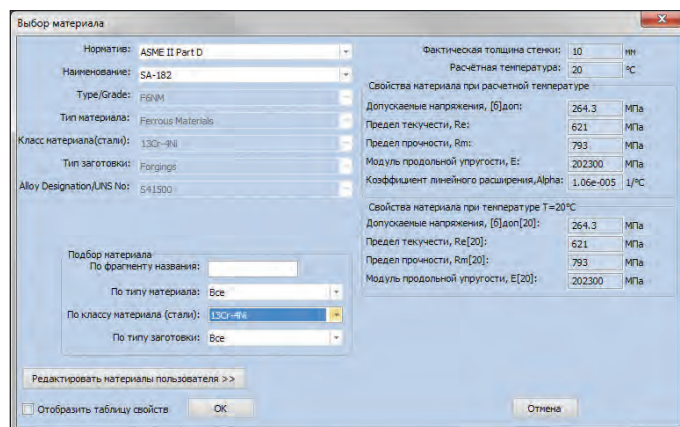 Выбор материала
Норматив: ASME II Part D
Наименование: SA-182
Type/Grade: F6NM
Тип материала: Ferrous Materials
Класс материала(стали): 13Cr-4Ni
Тип заготовки: Forgings
Alloy Designation/UNS No: S41500
Подбор материала
По фрагменту названия:
По типу материала: Все
По классу материала (стали): 13Cr-4Ni
По типу заготовки: Все
Редактировать материалы пользователя >>
Отобразить таблицу свойств
OK
Фактическая толщина стенки: 10 мм
Расчётная температура: 20 °C
Свойства материала при расчетной температуре
Допускаемые напряжения, [б]доп: 264.3 МПа
Предел текучести, Re: 621 МПа
Предел прочности, Rm: 793 МПа
Модуль продольной упругости, E: 202300 МПа
Коэффициент линейного расширения,Alpha: 1.06e-005 1/°C
Свойства материала при температуре T=20°C
Допускаемые напряжения, [б]доп[20]: 264.3 МПа
Предел текучести, Re[20]: 621 МПа
Предел прочности, Rm[20]: 793 МПа
Модуль продольной упругости, E[20]: 202300 МПа
Отмена